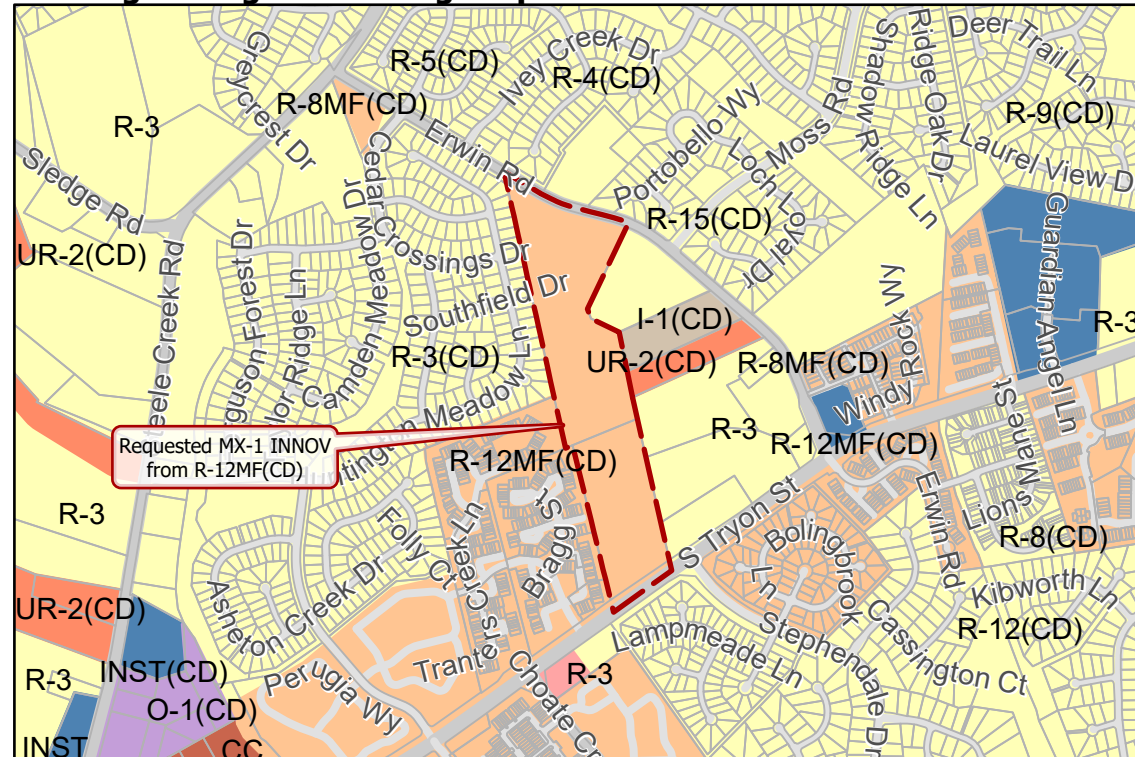 Greycrest Dr
R-5(CD)
Ivey Creek Dr
R-4(CD)
Shadow Ridge Ln
Ridge Oak Dr
Deer Trail Ln
R-9(CD)
R-8MF(CD)
R-3
Erwin Rd
Portobello Wy
Moss Rd
Loch Loyal Dr
Laurel View D
Sledge Rd
Cedar Crossings Dr
R-15(CD)
Guardian Angel Ln
UR-2(CD)
Steele Creek Rd
Ferguson Forest Dr
Camden Meadow Dr
Southfield Dr
Windy Rock Wy
I-1(CD)
R-3
R-3(CD)
UR-2(CD)
R-8MF(CD)
Huntington Meadow Ln
Requested MX-1 INNOV
from R-12MF(CD)
R-12MF(CD)
R-3
R-12MF(CD)
Mane St
R-3
Folly Ct
Tranters Creek Ln
Bragg St
S Tryon St
Bolingbrook Ln
Erwin Rd
Lions
R-8(CD)
Asheton Creek Dr
Kibworth Ln
UR-2(CD)
Lampmeade Ln
Stephendale Dr
Cassington Ct
R-12(CD)
INST(CD)
R-3
O-1(CD)
Perugia Wy
Choate Cr
R-3
INST
CC